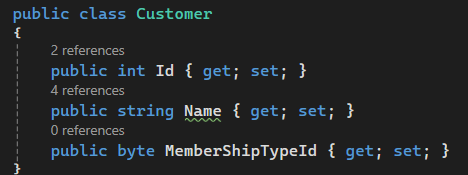 public class Customer
{
2 references
public int Id { get; set; }
4 references
public string Name { get; set; }
0 references
public byte MemberShipTypeId { get; set; }
}